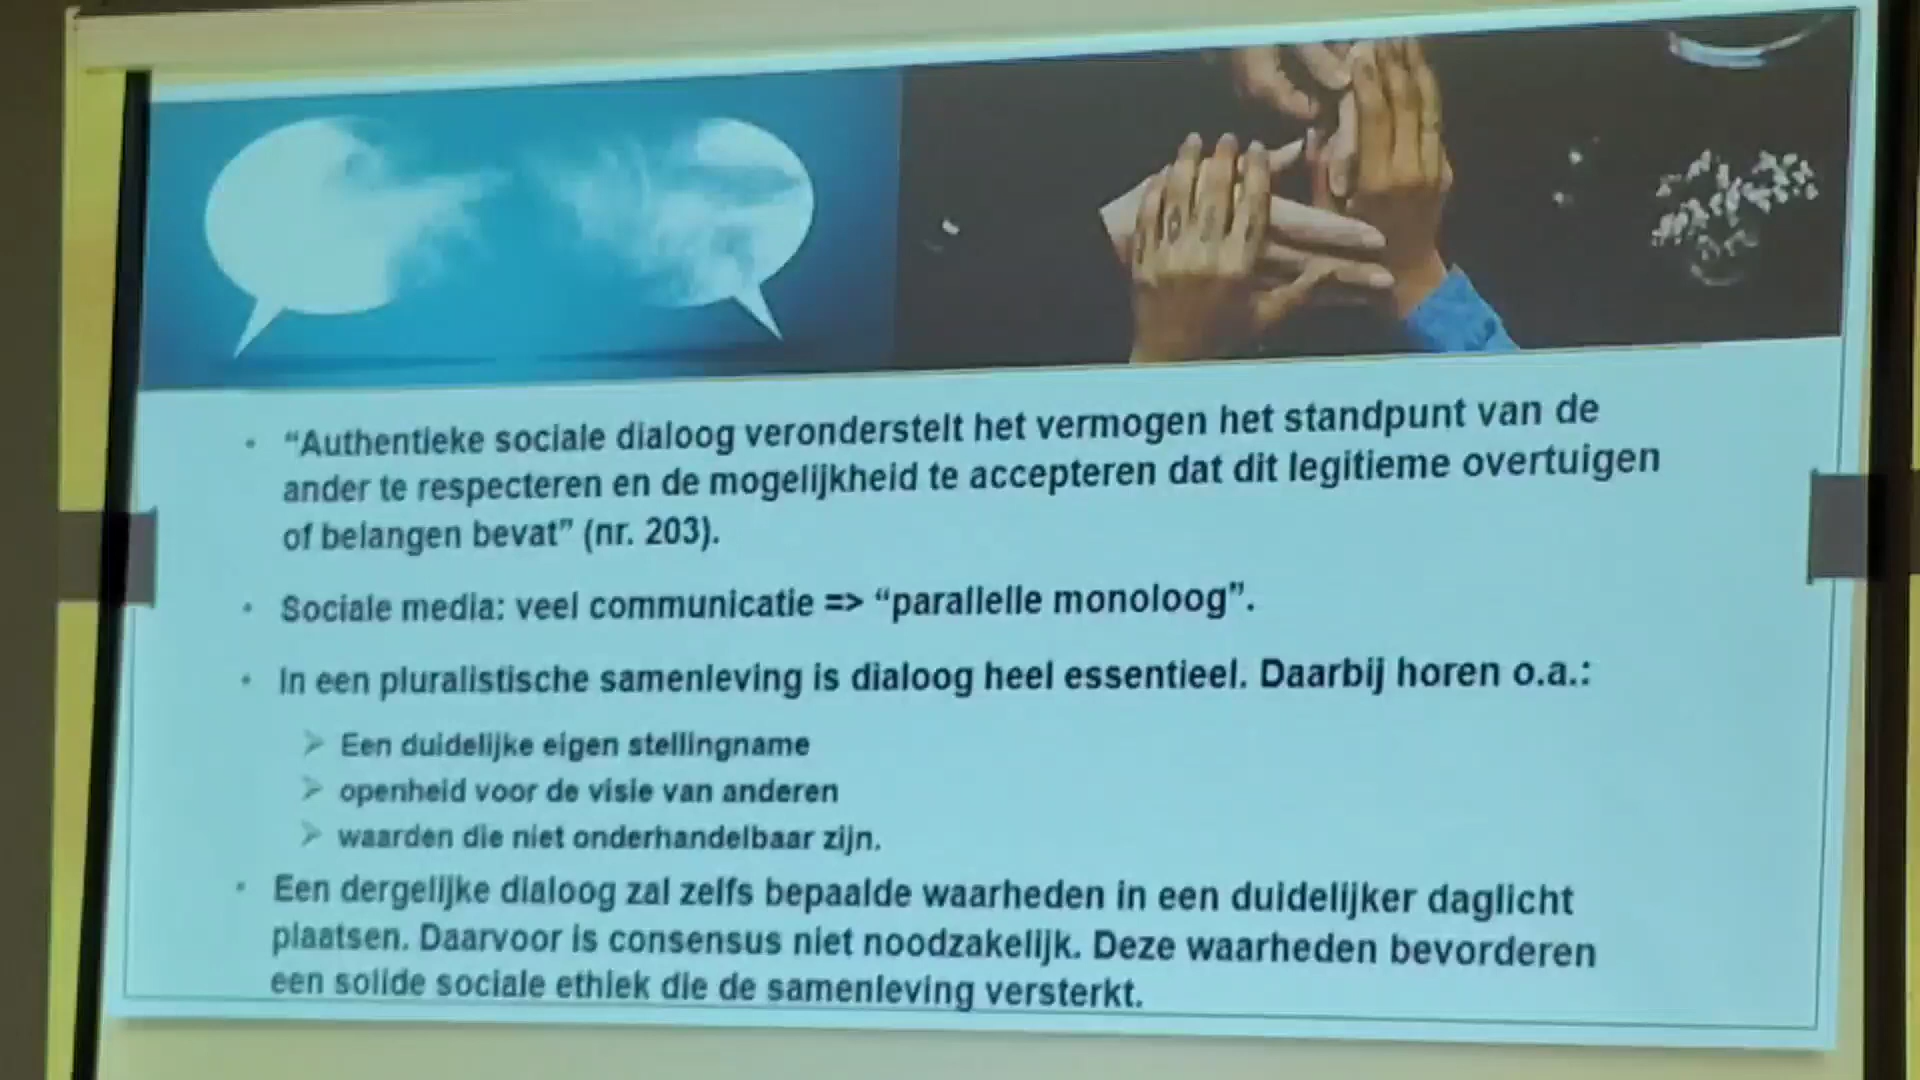 “Authentieke sociale dialoog veronderstelt het vermogen het standpunt van de
ander te respecteren en de mogelijkheid te accepteren dat dit legitieme overtuigen
of belangen bevat” (nr. 203).
Sociale media: veel communicatie => “parallelle monoloog”.
In een pluralistische samenleving is dialoog heel essentieel. Daarbij horen o.a.:
Een duidelijke eigen stellingname
openheid voor de visie van anderen
waarden die niet onderhandelbaar zijn.
Een dergelijke dialoog zal zelfs bepaalde waarheden in een duidelijker daglicht
plaatsen. Daarvoor is consensus niet noodzakelijk. Deze waarheden bevorderen
een solide sociale ethiek die de samenleving versterkt.